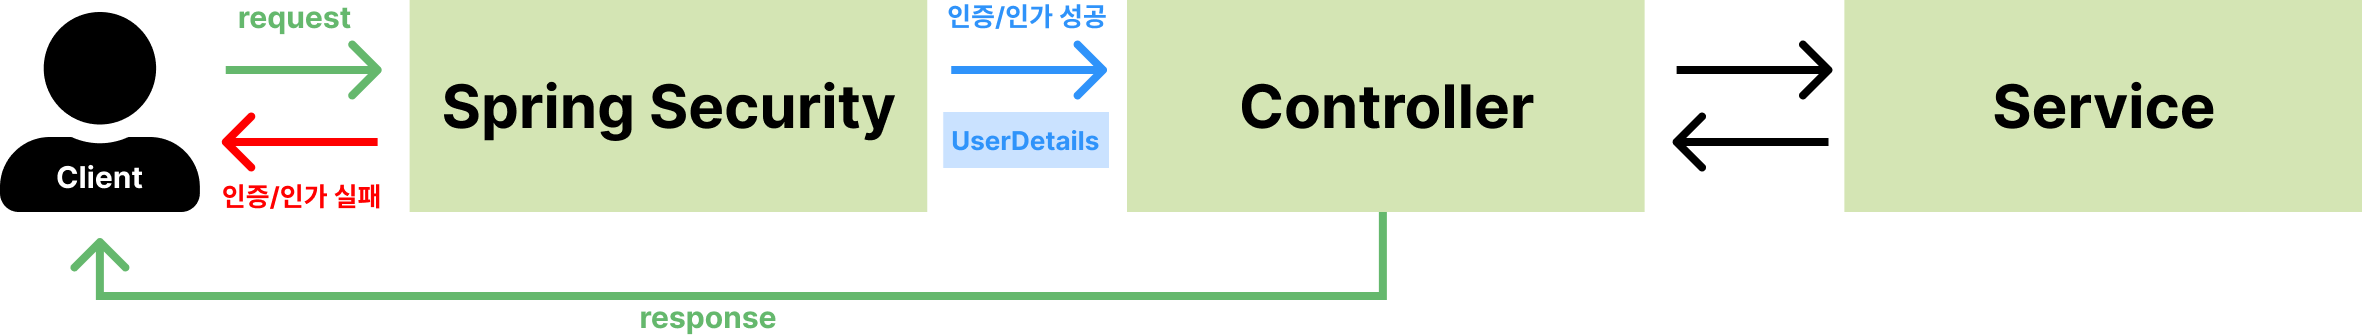 request
Client
인증/인가 실패
Spring Security
인증/인가 성공
UserDetails
Controller
Service
response